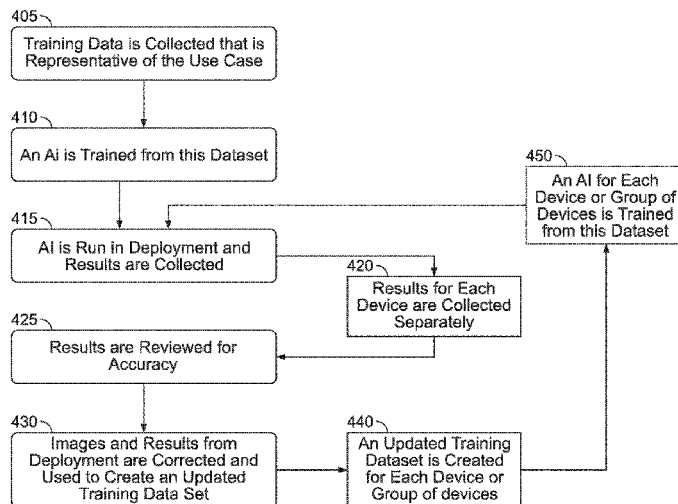 405
Training Data is Collected that is
Representative of the Use Case
410
An Ai is Trained from this Dataset
450
An AI for Each
Device or Group of
Devices is Trained
from this Dataset
415
AI is Run in Deployment and
Results are Collected
420
Results for Each
Device are Collected
Separately
425
Results are Reviewed for
Accuracy
430
Images and Results from
Deployment are Corrected and
Used to Create an Updated
Training Data Set
440
An Updated Training
Dataset is Created
for Each Device or
Group of devices